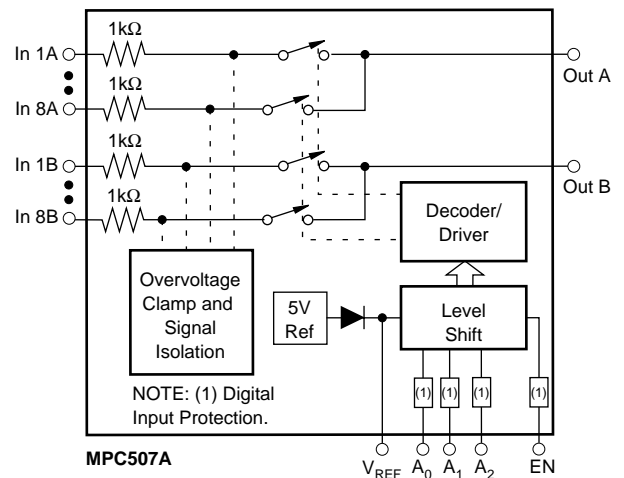 1kΩ
In 1A
Out A
1kΩ
In 8A
1kΩ
In 1B
Out B
1kΩ
In 8B
Decoder/
Driver
Overvoltage
Clamp and
Signal
Isolation
5V
Ref
Level
Shift
NOTE: (1) Digital
Input Protection.
(1) (1) (1) (1)
MPC507A
VREF A0 A1 A2 EN